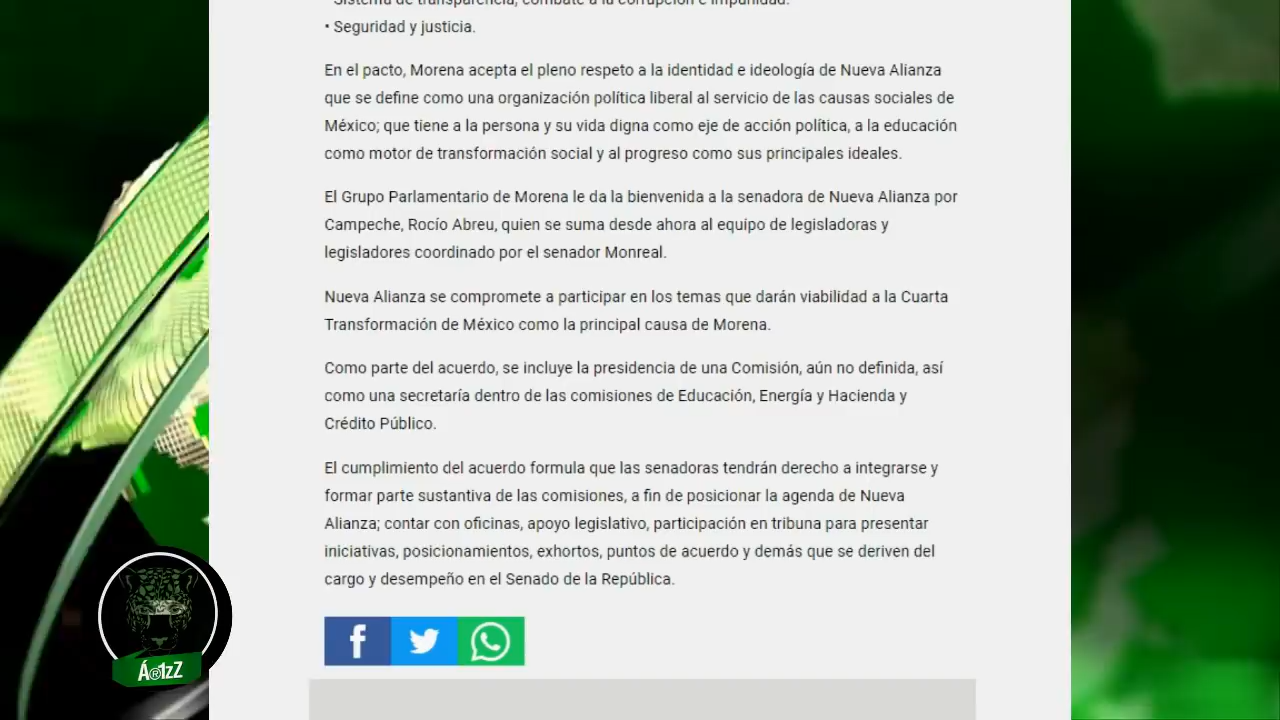 • Sistema de transparencia, combate a la corrupción e impunidad.
• Seguridad y justicia.
En el pacto, Morena acepta el pleno respeto a la identidad e ideología de Nueva Alianza
que se define como una organización política liberal al servicio de las causas sociales de
México; que tiene a la persona y su vida digna como eje de acción política, a la educación
como motor de transformación social y al progreso como sus principales ideales.
El Grupo Parlamentario de Morena le da la bienvenida a la senadora de Nueva Alianza por
Campeche, Rocío Abreu, quien se suma desde ahora al equipo de legisladoras y
legisladores coordinado por el senador Monreal.
Nueva Alianza se compromete a participar en los temas que darán viabilidad a la Cuarta
Transformación de México como la principal causa de Morena.
Como parte del acuerdo, se incluye la presidencia de una Comisión, aún no definida, así
como una secretaría dentro de las comisiones de Educación, Energía y Hacienda y
Crédito Público.
El cumplimiento del acuerdo formula que las senadoras tendrán derecho a integrarse y
formar parte sustantiva de las comisiones, a fin de posicionar la agenda de Nueva
Alianza; contar con oficinas, apoyo legislativo, participación en tribuna para presentar
iniciativas, posicionamientos, exhortos, puntos de acuerdo y demás que se deriven del
cargo y desempeño en el Senado de la República.
Á®1zZ